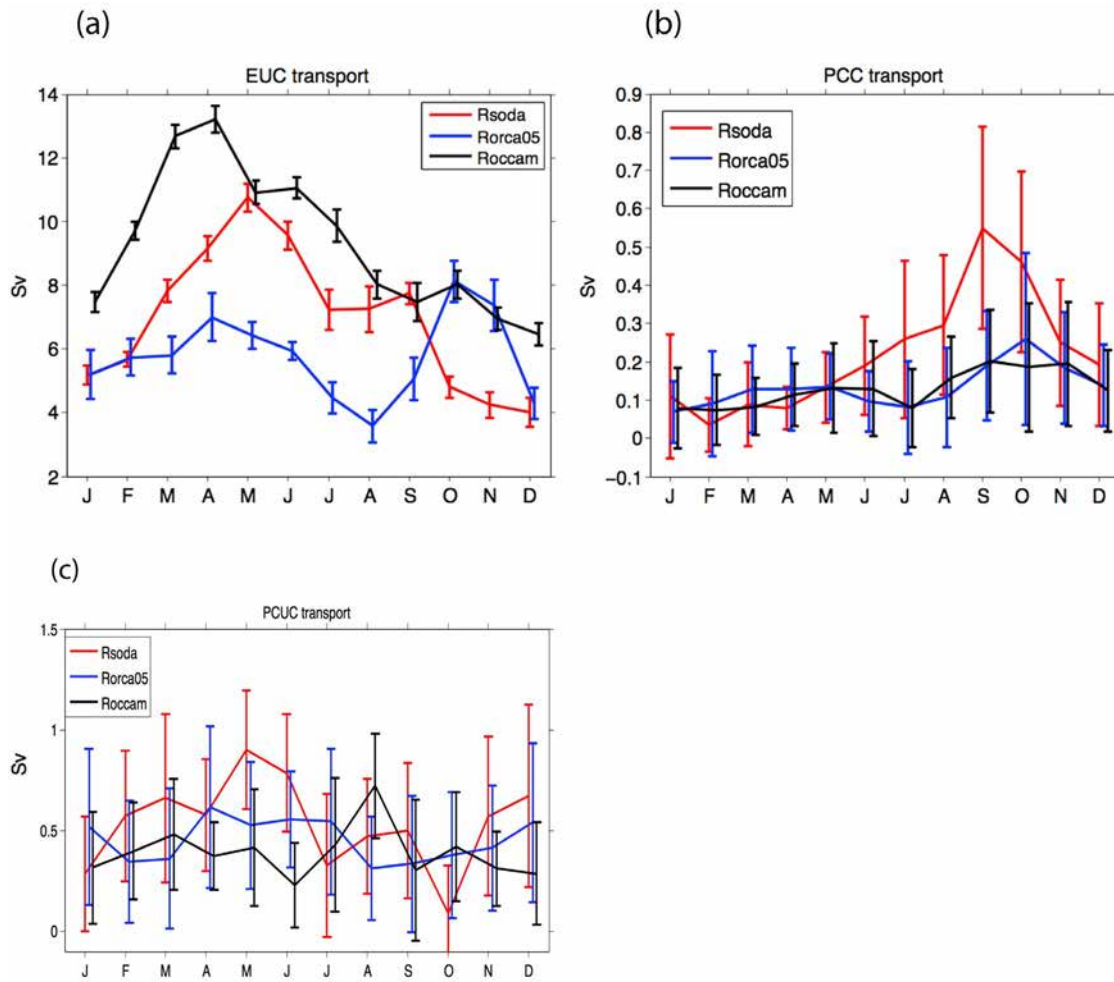 (a)
EUC transport
14
12
10
8
6
4
2
Sv
Rsoda
Rorca05
Roccam
J F M A M J J A S O N D
(b)
PCC transport
0.9
0.8
0.7
0.6
0.5
0.4
0.3
0.2
0.1
0
−0.1
Sv
Rsoda
Rorca05
Roccam
J F M A M J J A S O N D
(c)
PCUC transport
1.5
1
0.5
0
Sv
Rsoda
Rorca05
Roccam
J F M A M J J A S O N D